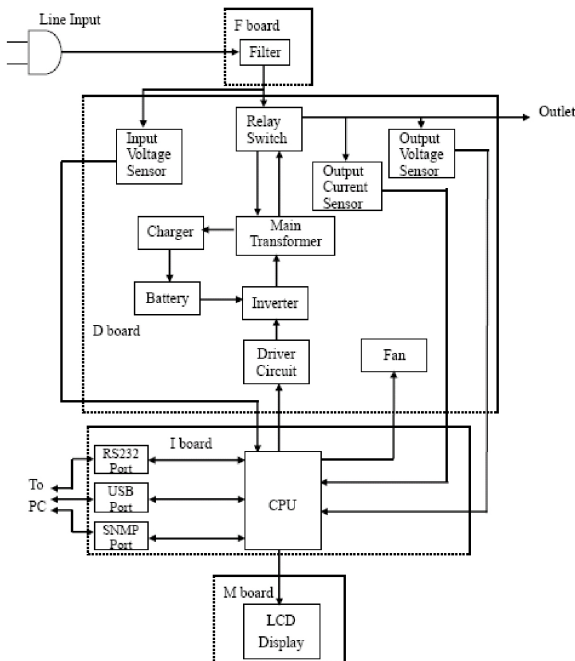 Line Input
F board
Filter
Outlet
Input
Voltage
Sensor
Relay
Switch
Output
Current
Sensor
Output
Voltage
Sensor
Charger
Main
Transformer
Battery
Inverter
D board
Driver
Circuit
Fan
I board
RS232
Port
To
PC
USB
Port
SNMP
Port
CPU
M board
LCD
Display